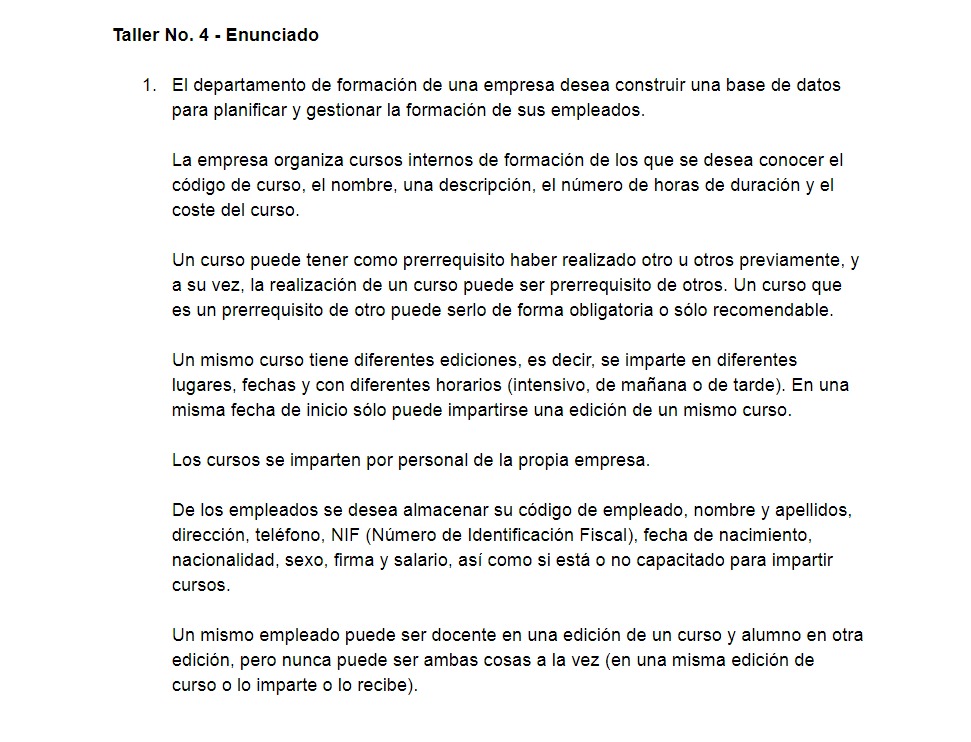 Taller No. 4 - Enunciado
1. El departamento de formación de una empresa desea construir una base de datos
para planificar y gestionar la formación de sus empleados.
La empresa organiza cursos internos de formación de los que se desea conocer el
código de curso, el nombre, una descripción, el número de horas de duración y el
coste del curso.
Un curso puede tener como prerrequisito haber realizado otro u otros previamente, y
a su vez, la realización de un curso puede ser prerrequisito de otros. Un curso que
es un prerrequisito de otro puede serlo de forma obligatoria o sólo recomendable.
Un mismo curso tiene diferentes ediciones, es decir, se imparte en diferentes
lugares, fechas y con diferentes horarios (intensivo, de mañana o de tarde). En una
misma fecha de inicio sólo puede impartirse una edición de un mismo curso.
Los cursos se imparten por personal de la propia empresa.
De los empleados se desea almacenar su código de empleado, nombre y apellidos,
dirección, teléfono, NIF (Número de Identificación Fiscal), fecha de nacimiento,
nacionalidad, sexo, firma y salario, así como si está o no capacitado para impartir
cursos.
Un mismo empleado puede ser docente en una edición de un curso y alumno en otra
edición, pero nunca puede ser ambas cosas a la vez (en una misma edición de
curso o lo imparte o lo recibe).